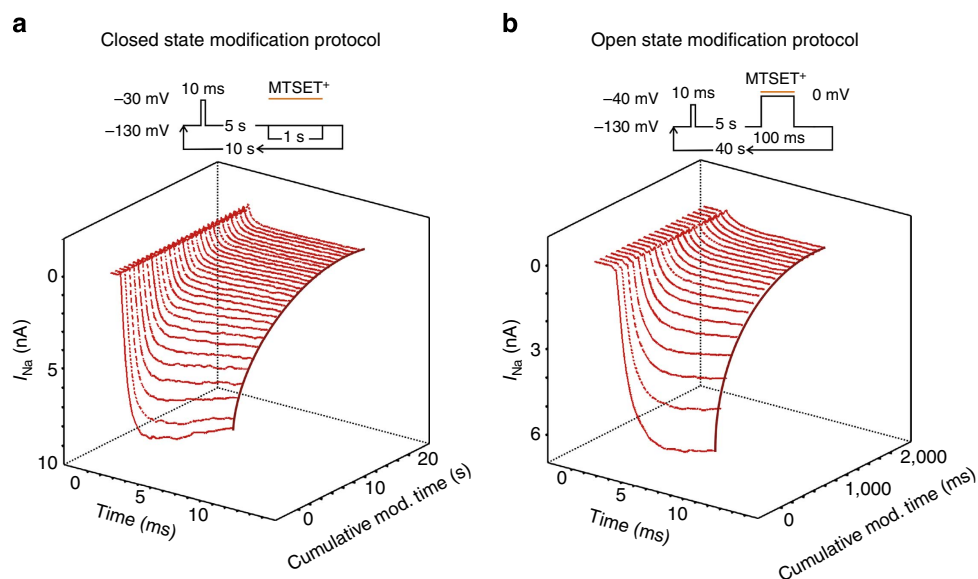 a
Closed state modification protocol
MTSET⁺
10 ms
–30 mV
–130 mV
5 s
1 s
10 s
0
5
10
I_Na (nA)
0
5
10
Time (ms)
0
10
20
Cumulative mod. time (s)
b
Open state modification protocol
MTSET⁺
10 ms
–40 mV
0 mV
–130 mV
5 s
100 ms
40 s
0
3
6
I_Na (nA)
0
5
10
Time (ms)
0
1,000
2,000
Cumulative mod. time (ms)